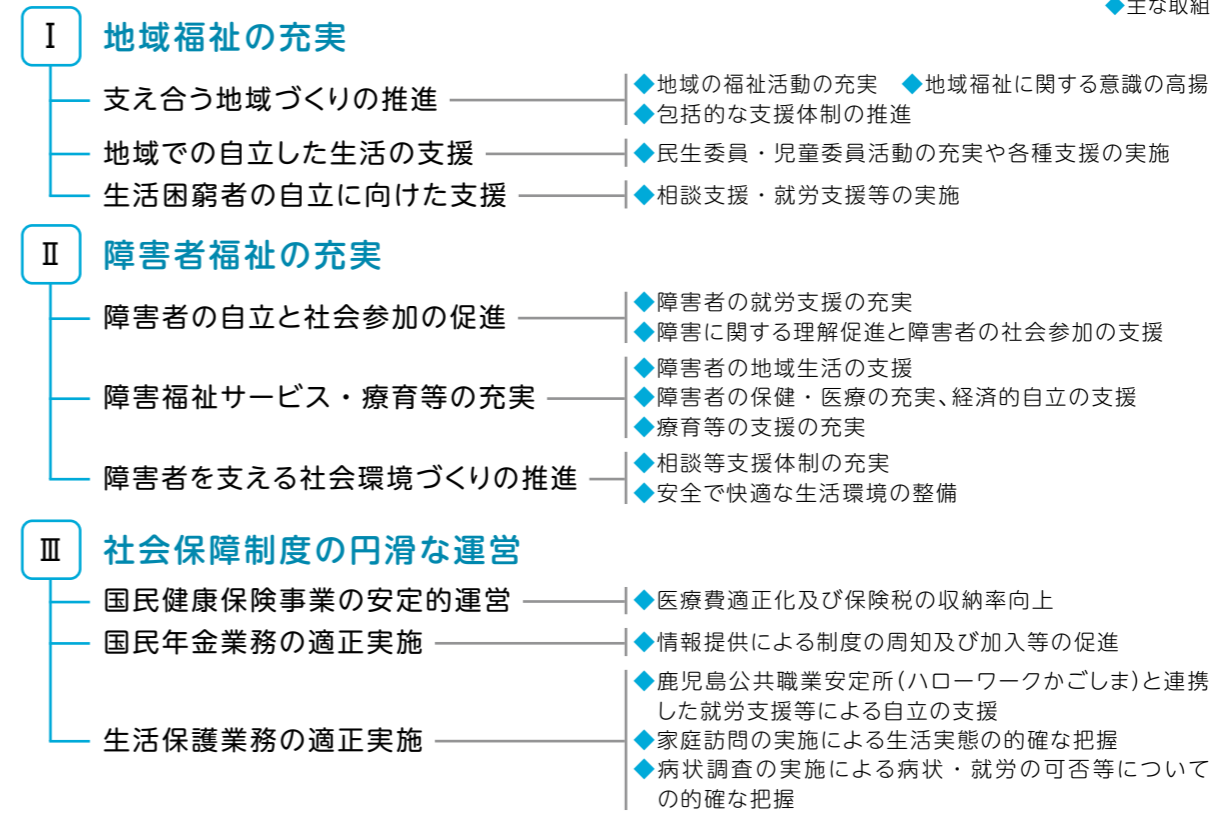 ◆主な取組
Ⅰ 地域福祉の充実
支え合う地域づくりの推進
◆地域の福祉活動の充実 ◆地域福祉に関する意識の高揚
◆包括的な支援体制の推進
地域での自立した生活の支援
◆民生委員・児童委員活動の充実や各種支援の実施
生活困窮者の自立に向けた支援
◆相談支援・就労支援等の実施
Ⅱ 障害者福祉の充実
障害者の自立と社会参加の促進
◆障害者の就労支援の充実
◆障害に関する理解促進と障害者の社会参加の支援
障害福祉サービス・療育等の充実
◆障害者の地域生活の支援
◆障害者の保健・医療の充実、経済的自立の支援
◆療育等の支援の充実
障害者を支える社会環境づくりの推進
◆相談等支援体制の充実
◆安全で快適な生活環境の整備
Ⅲ 社会保障制度の円滑な運営
国民健康保険事業の安定的運営
◆医療費適正化及び保険税の収納率向上
国民年金業務の適正実施
◆情報提供による制度の周知及び加入等の促進
生活保護業務の適正実施
◆鹿児島公共職業安定所(ハローワークかごしま)と連携
した就労支援等による自立の支援
◆家庭訪問の実施による生活実態の的確な把握
◆病状調査の実施による病状・就労の可否等について
の的確な把握